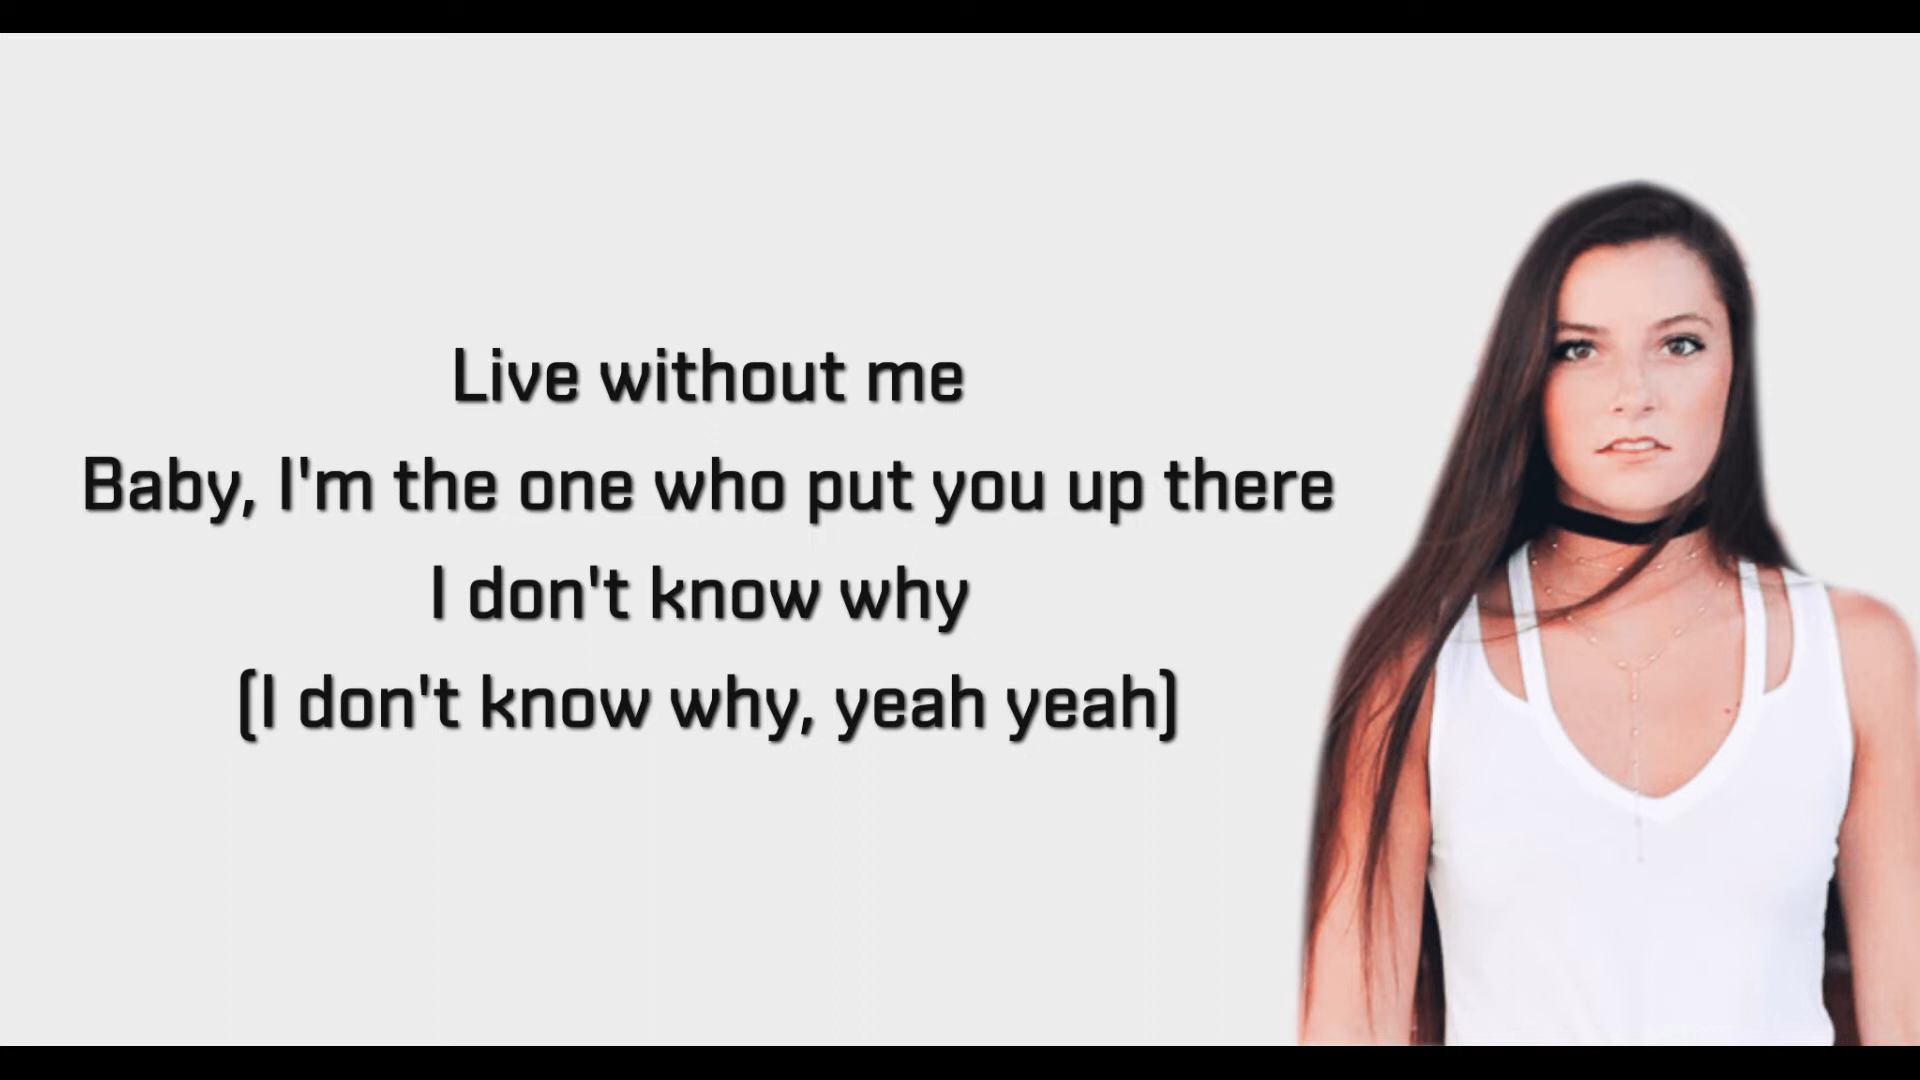 Live without me
Baby, I'm the one who put you up there
I don't know why
(I don't know why, yeah yeah)